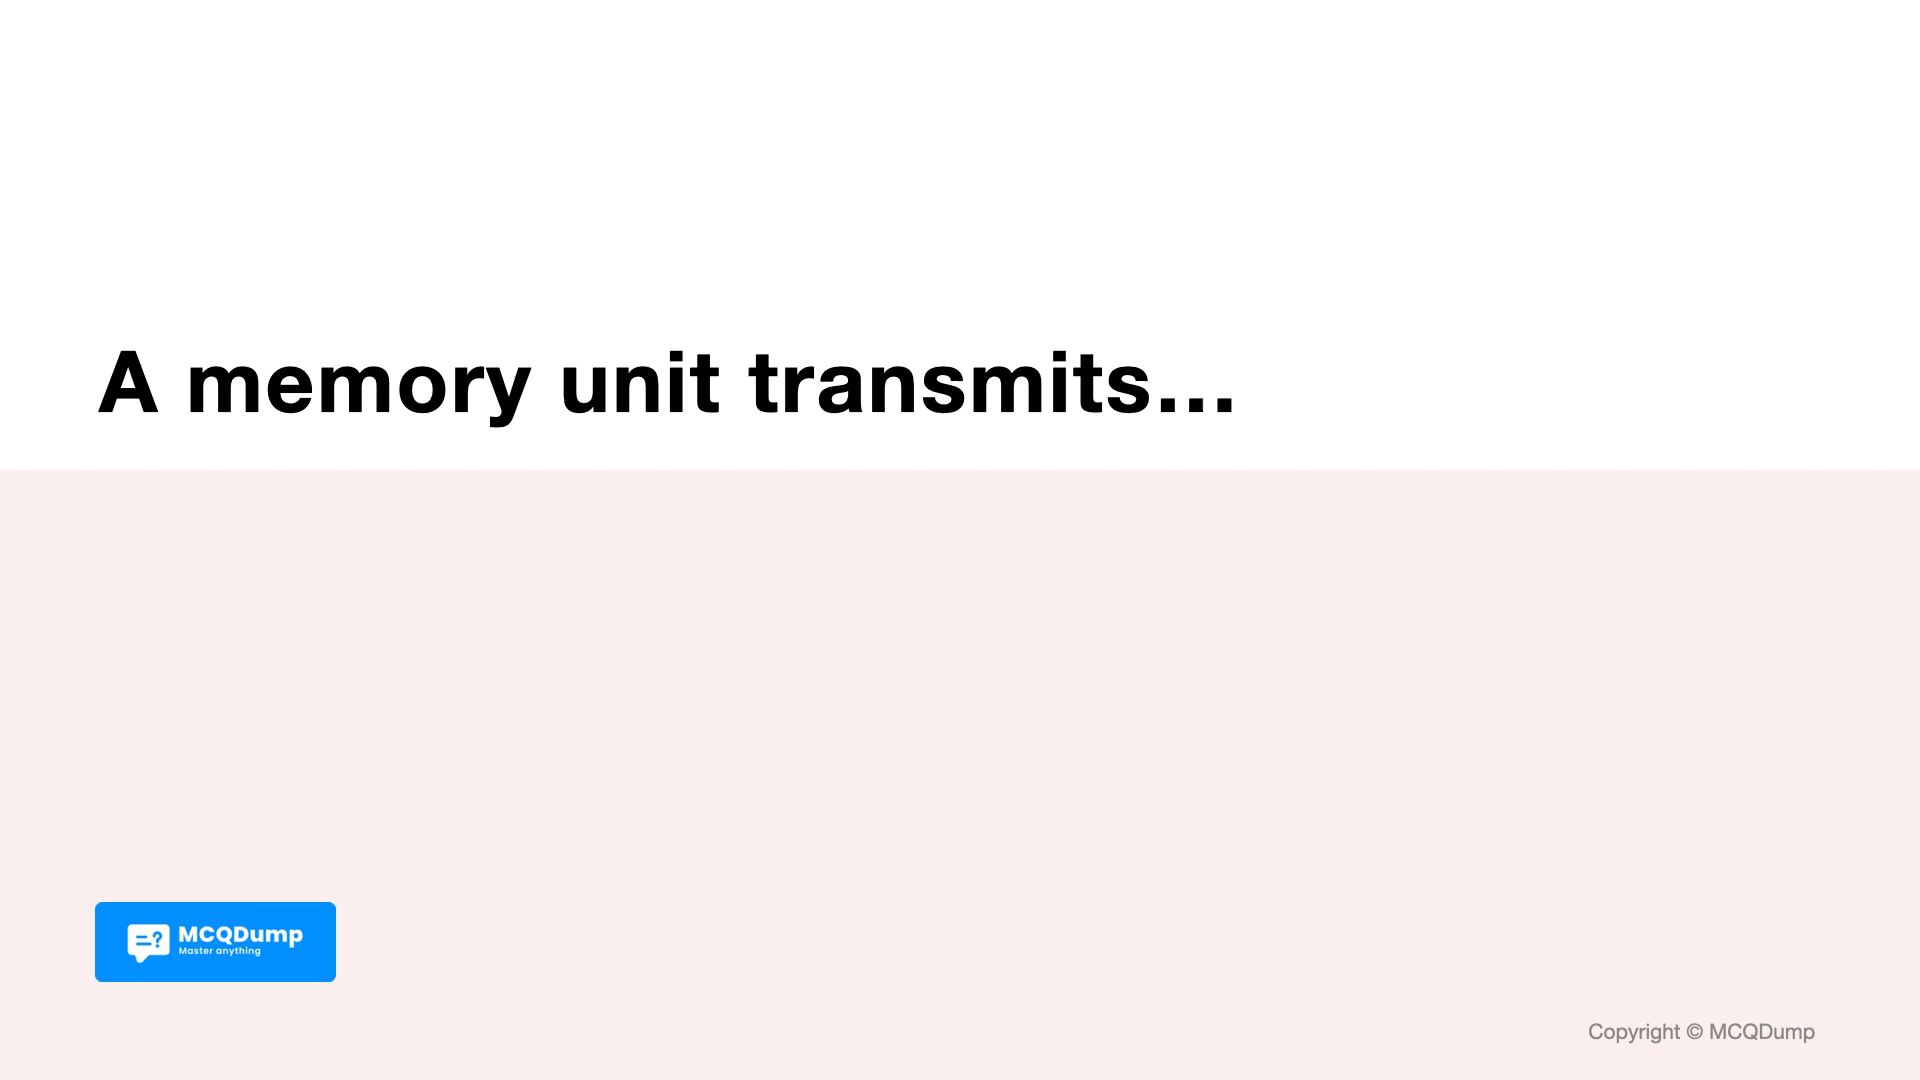 A memory unit transmits...
=?
MCQDump
Master anything
Copyright © MCQDump